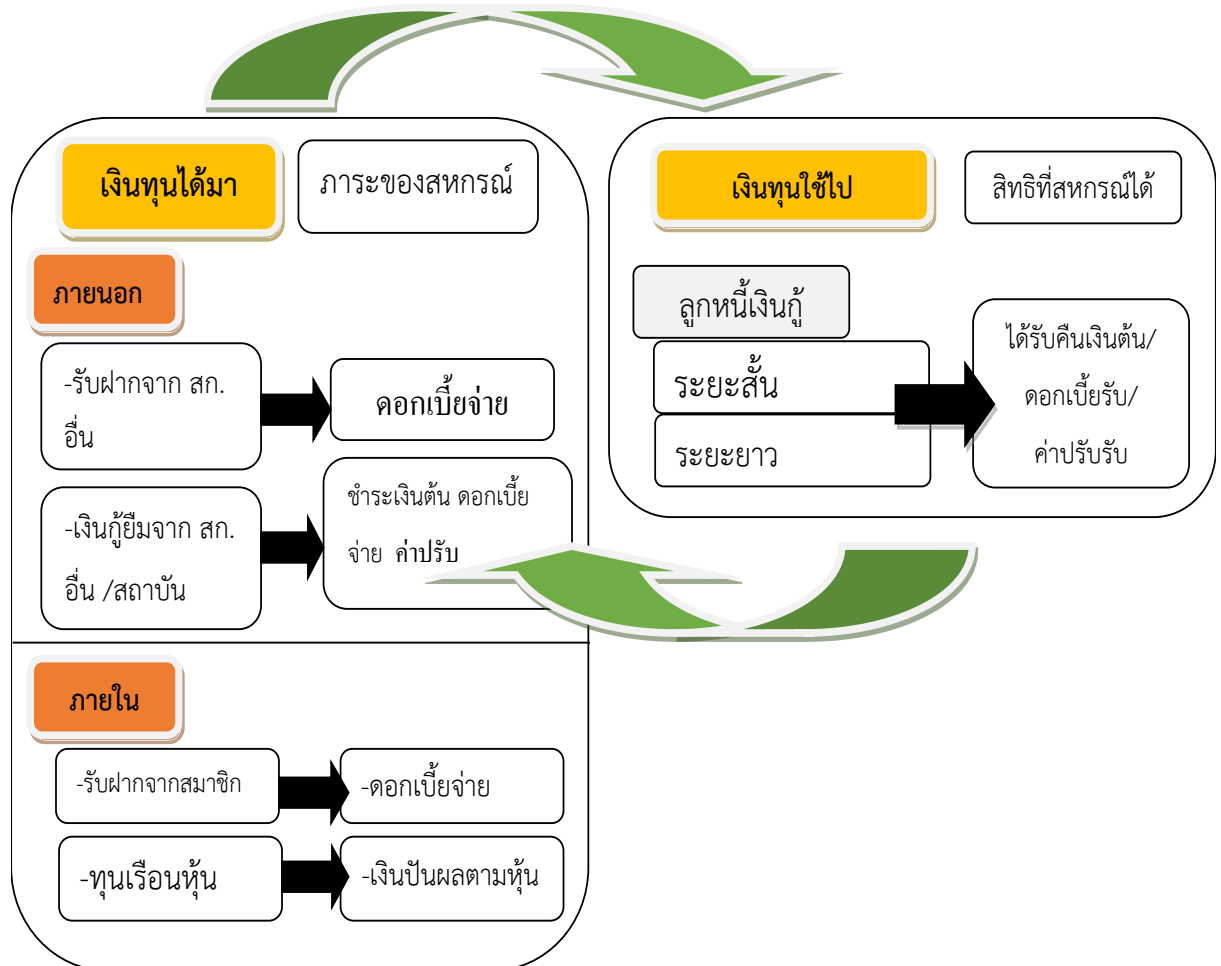 เงินทุนได้มา
ภาระของสหกรณ์
ภายนอก
-รับฝากจาก สก.
อื่น
ดอกเบี้ยจ่าย
-เงินกู้ยืมจาก สก.
อื่น /สถาบัน
ชำระเงินต้น ดอกเบี้ย
จ่าย ค่าปรับ
ภายใน
-รับฝากจากสมาชิก
-ดอกเบี้ยจ่าย
-ทุนเรือนหุ้น
-เงินปันผลตามหุ้น
เงินทุนใช้ไป
สิทธิที่สหกรณ์ได้
ลูกหนี้เงินกู้
ระยะสั้น
ระยะยาว
ได้รับคืนเงินต้น/
ดอกเบี้ยรับ/
ค่าปรับรับ